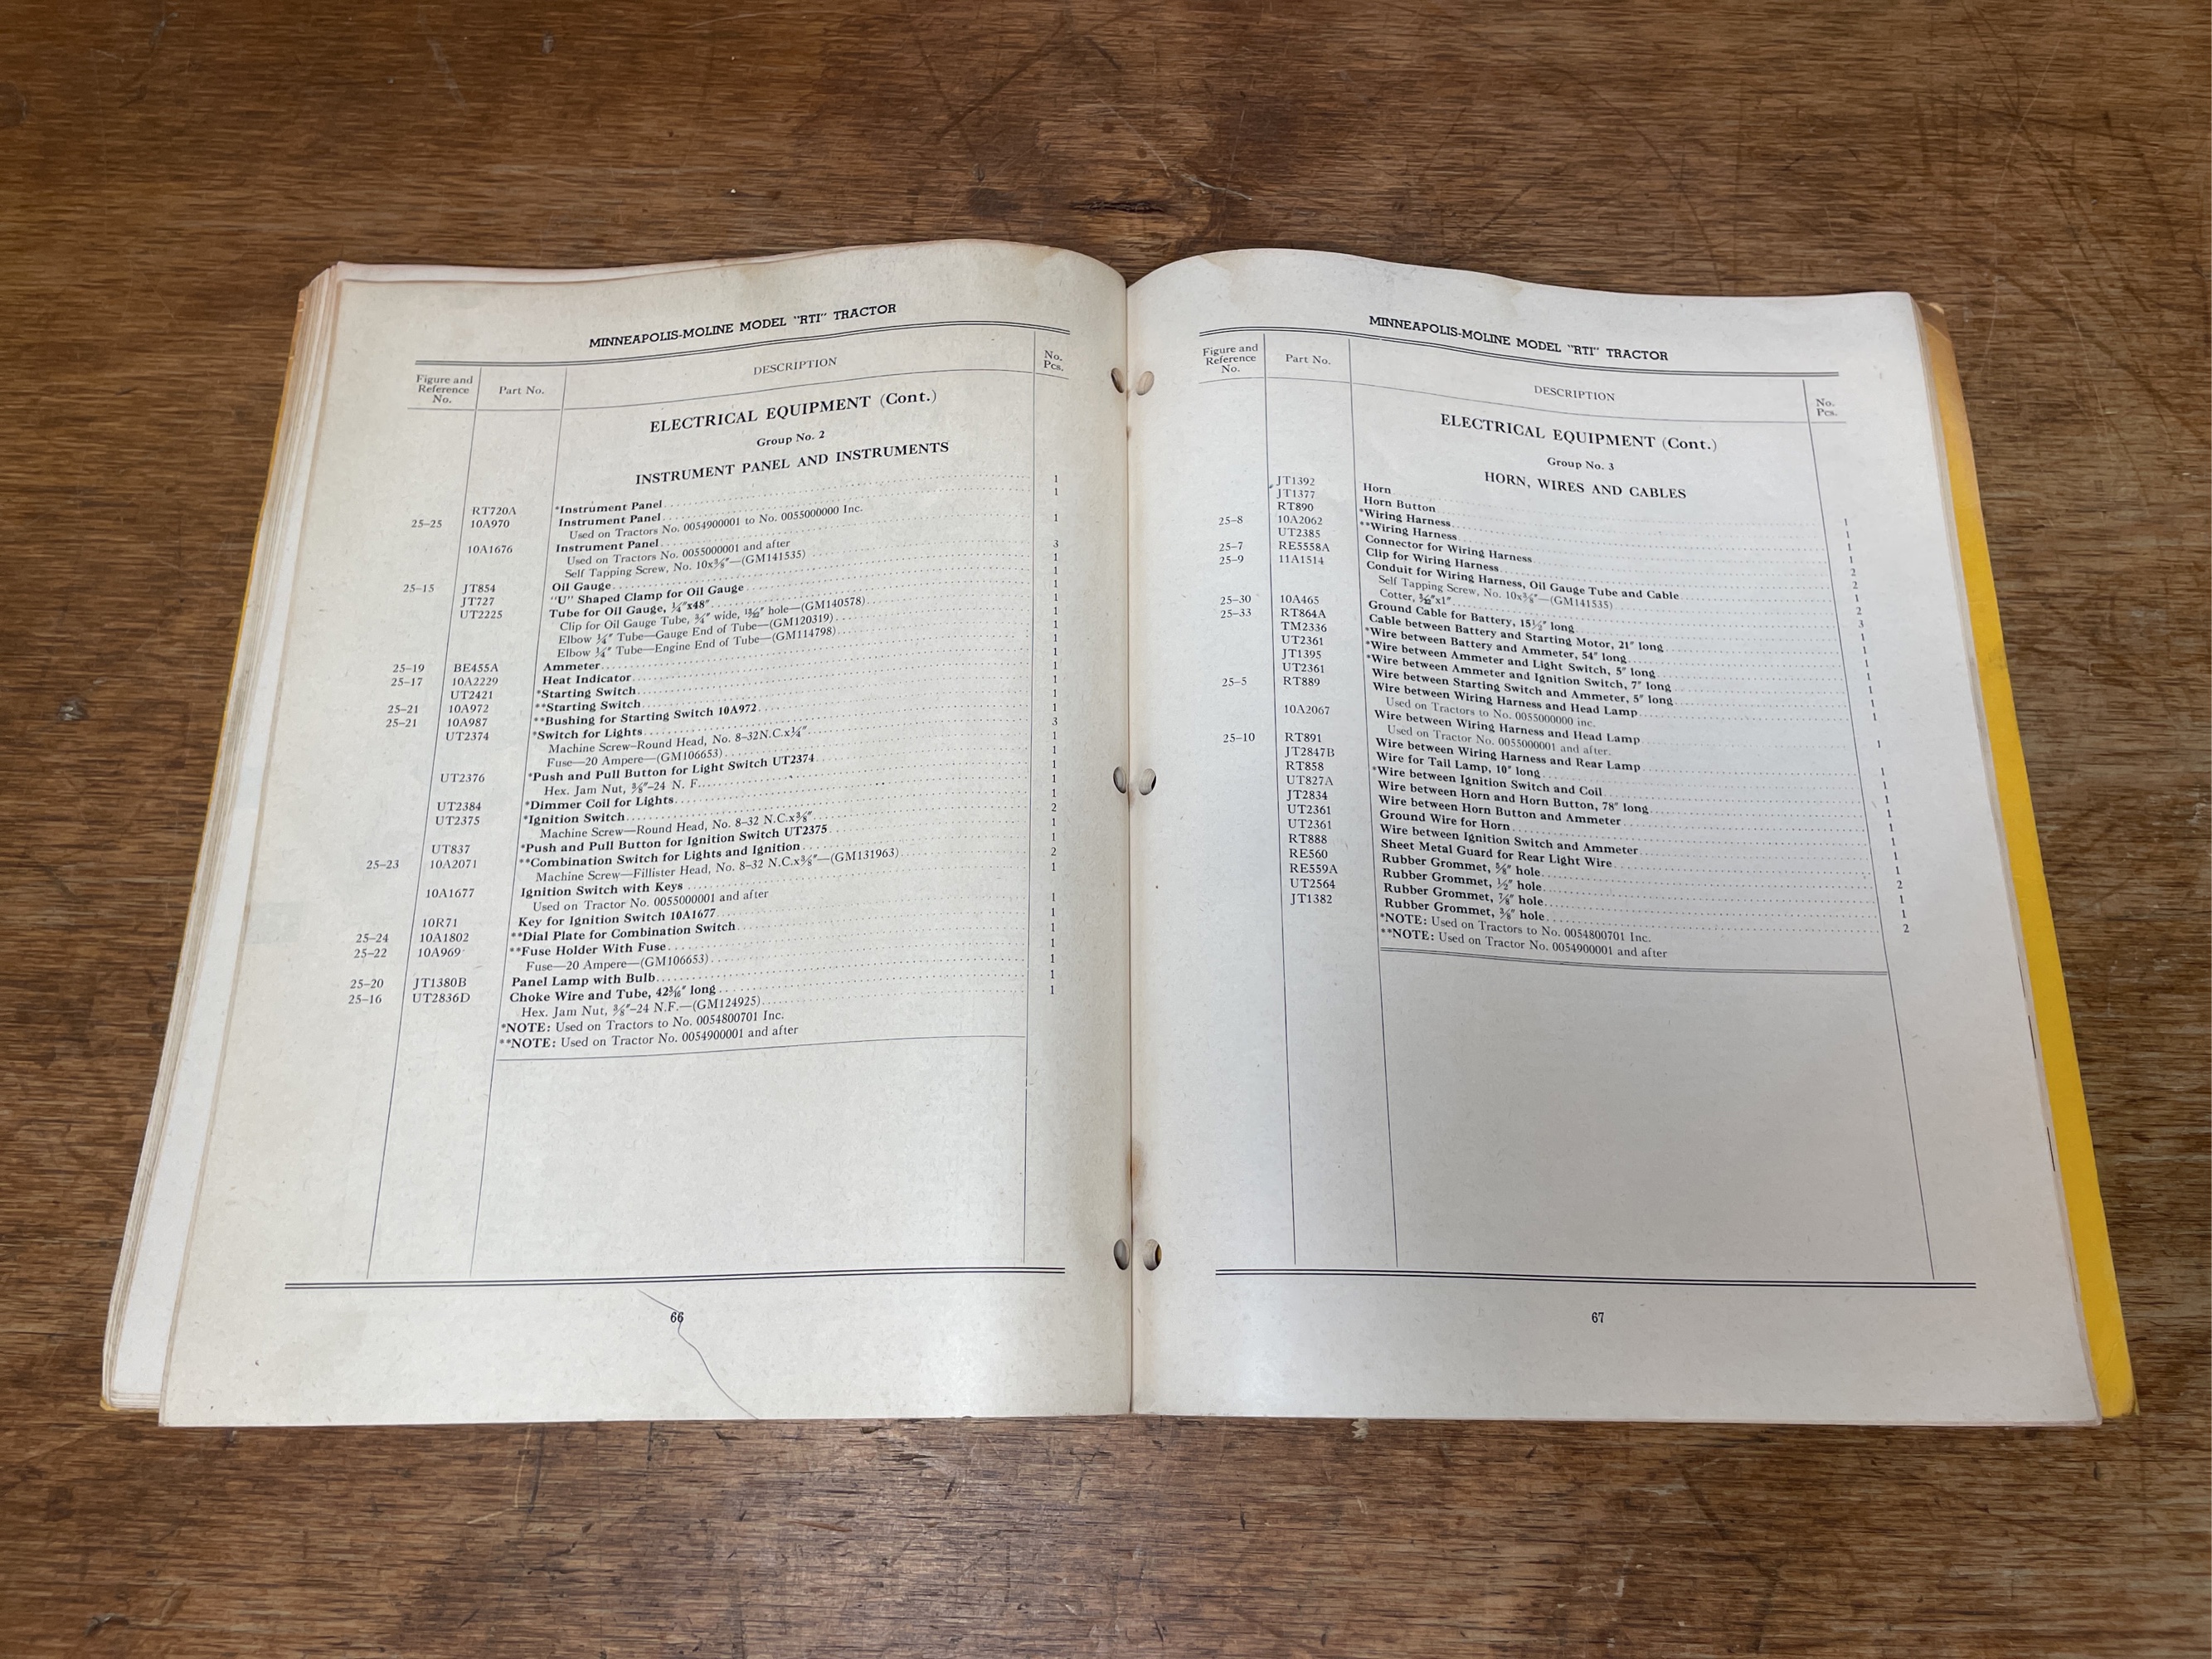 MINNEAPOLIS-MOLINE MODEL "RTI" TRACTOR
Figure and Reference No. Part No. DESCRIPTION No. Pcs.
ELECTRICAL EQUIPMENT (Cont.)
Group No. 2
INSTRUMENT PANEL AND INSTRUMENTS
RT720A *Instrument Panel 1
25–25 10A970 Instrument Panel 1
Used on Tractors No. 0054900001 to No. 0055000000 Inc.
10A1676 Instrument Panel 1
Used on Tractors No. 0055000001 and after
Self Tapping Screw, No. 10x⅜"—(GM141535) 3
25–15 JT854 Oil Gauge 1
JT727 "U" Shaped Clamp for Oil Gauge 1
UT2225 Tube for Oil Gauge, ¼"x48" 1
Clip for Oil Gauge Tube, ¾" wide, 13/32" hole—(GM140578) 1
Elbow ¼" Tube—Gauge End of Tube—(GM120319) 1
Elbow ¼" Tube—Engine End of Tube—(GM114798) 1
25–19 BE455A Ammeter 1
25–17 10A2229 Heat Indicator 1
UT2421 *Starting Switch 1
25–21 10A972 **Starting Switch 1
25–21 10A987 **Bushing for Starting Switch 10A972 1
UT2374 *Switch for Lights 1
Machine Screw–Round Head, No. 8–32N.C.x¼" 3
Fuse—20 Ampere—(GM106653) 1
UT2376 *Push and Pull Button for Light Switch UT2374 1
Hex. Jam Nut, ⅜"–24 N. F. 1
UT2384 *Dimmer Coil for Lights 1
UT2375 *Ignition Switch 1
Machine Screw—Round Head, No. 8–32 N.C.x⅜" 2
UT837 *Push and Pull Button for Ignition Switch UT2375 1
25–23 10A2071 **Combination Switch for Lights and Ignition 1
Machine Screw—Fillister Head, No. 8–32 N.C.x⅜"—(GM131963) 2
10A1677 Ignition Switch with Keys 1
Used on Tractor No. 0055000001 and after
10R71 Key for Ignition Switch 10A1677 1
25–24 10A1802 **Dial Plate for Combination Switch 1
25–22 10A969 **Fuse Holder With Fuse 1
Fuse—20 Ampere—(GM106653) 1
25–20 JT1380B Panel Lamp with Bulb 1
25–16 UT2836D Choke Wire and Tube, 42 3/16" long 1
Hex. Jam Nut, ⅜"–24 N.F.—(GM124925) 1
*NOTE: Used on Tractors to No. 0054800701 Inc.
**NOTE: Used on Tractor No. 0054900001 and after
66
MINNEAPOLIS-MOLINE MODEL "RTI" TRACTOR
Figure and Reference No. Part No. DESCRIPTION No. Pcs.
ELECTRICAL EQUIPMENT (Cont.)
Group No. 3
HORN, WIRES AND CABLES
JT1392 Horn 1
JT1377 Horn Button 1
RT890 *Wiring Harness 1
25–8 10A2062 **Wiring Harness 1
UT2385 Connector for Wiring Harness 2
25–7 RE5558A Clip for Wiring Harness 2
25–9 11A1514 Conduit for Wiring Harness, Oil Gauge Tube and Cable 1
Self Tapping Screw, No. 10x⅜"—(GM141535) 2
Cotter, 3/32"x1" 3
25–30 10A465 Ground Cable for Battery, 15½" long 1
25–33 RT864A Cable between Battery and Starting Motor, 21" long 1
TM2336 *Wire between Battery and Ammeter, 54" long 1
UT2361 *Wire between Ammeter and Light Switch, 5" long 1
JT1395 *Wire between Ammeter and Ignition Switch, 7" long 1
UT2361 Wire between Starting Switch and Ammeter, 5" long 1
25–5 RT889 Wire between Wiring Harness and Head Lamp 1
Used on Tractors to No. 0055000000 inc.
10A2067 Wire between Wiring Harness and Head Lamp 1
Used on Tractor No. 0055000001 and after.
25–10 RT891 Wire between Wiring Harness and Rear Lamp 1
JT2847B Wire for Tail Lamp, 10" long 1
RT858 *Wire between Ignition Switch and Coil 1
UT827A Wire between Horn and Horn Button, 78" long 1
JT2834 Wire between Horn Button and Ammeter 1
UT2361 Ground Wire for Horn 1
UT2361 Wire between Ignition Switch and Ammeter 1
RT888 Sheet Metal Guard for Rear Light Wire 1
RE560 Rubber Grommet, ⅝" hole 2
RE559A Rubber Grommet, ½" hole 1
UT2564 Rubber Grommet, ⅞" hole 1
JT1382 Rubber Grommet, ⅜" hole 2
*NOTE: Used on Tractors to No. 0054800701 Inc.
**NOTE: Used on Tractor No. 0054900001 and after
67